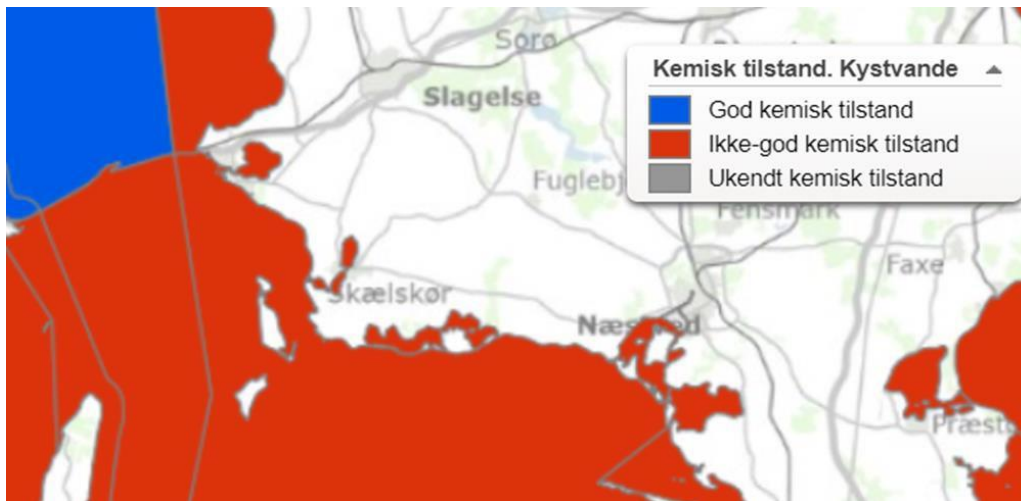 Sorø
Slagelse
Kemisk tilstand. Kystvande
God kemisk tilstand
Ikke-god kemisk tilstand
Ukendt kemisk tilstand
Fuglebj
Fensmark
Faxe
Skælskør
Næstved
Præstø